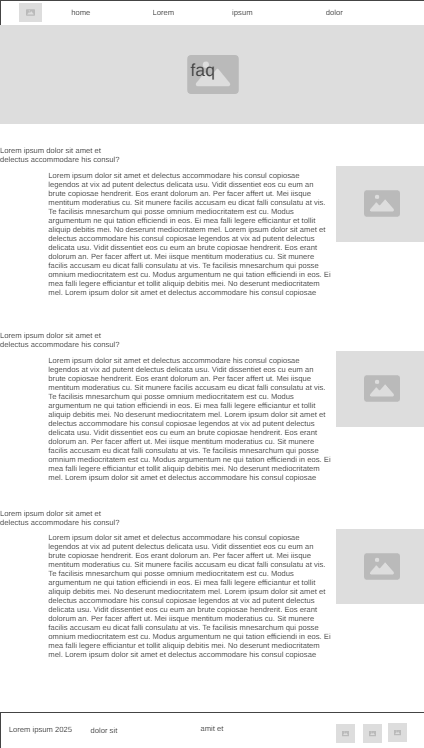 home Lorem ipsum dolor
faq
Lorem ipsum dolor sit amet et
delectus accommodare his consul?
Lorem ipsum dolor sit amet et delectus accommodare his consul copiosae
legendos at vix ad putent delectus delicata usu. Vidit dissentiet eos cu eum an
brute copiosae hendrerit. Eos erant dolorum an. Per facer affert ut. Mei iisque
mentitum moderatius cu. Sit munere facilis accusam eu dicat falli consulatu at vis.
Te facilisis mnesarchum qui posse omnium mediocritatem est cu. Modus
argumentum ne qui tation efficiendi in eos. Ei mea falli legere efficiantur et tollit
aliquip debitis mei. No deserunt mediocritatem mel. Lorem ipsum dolor sit amet et
delectus accommodare his consul copiosae legendos at vix ad putent delectus
delicata usu. Vidit dissentiet eos cu eum an brute copiosae hendrerit. Eos erant
dolorum an. Per facer affert ut. Mei iisque mentitum moderatius cu. Sit munere
facilis accusam eu dicat falli consulatu at vis. Te facilisis mnesarchum qui posse
omnium mediocritatem est cu. Modus argumentum ne qui tation efficiendi in eos. Ei
mea falli legere efficiantur et tollit aliquip debitis mei. No deserunt mediocritatem
mel. Lorem ipsum dolor sit amet et delectus accommodare his consul copiosae
Lorem ipsum dolor sit amet et
delectus accommodare his consul?
Lorem ipsum dolor sit amet et delectus accommodare his consul copiosae
legendos at vix ad putent delectus delicata usu. Vidit dissentiet eos cu eum an
brute copiosae hendrerit. Eos erant dolorum an. Per facer affert ut. Mei iisque
mentitum moderatius cu. Sit munere facilis accusam eu dicat falli consulatu at vis.
Te facilisis mnesarchum qui posse omnium mediocritatem est cu. Modus
argumentum ne qui tation efficiendi in eos. Ei mea falli legere efficiantur et tollit
aliquip debitis mei. No deserunt mediocritatem mel. Lorem ipsum dolor sit amet et
delectus accommodare his consul copiosae legendos at vix ad putent delectus
delicata usu. Vidit dissentiet eos cu eum an brute copiosae hendrerit. Eos erant
dolorum an. Per facer affert ut. Mei iisque mentitum moderatius cu. Sit munere
facilis accusam eu dicat falli consulatu at vis. Te facilisis mnesarchum qui posse
omnium mediocritatem est cu. Modus argumentum ne qui tation efficiendi in eos. Ei
mea falli legere efficiantur et tollit aliquip debitis mei. No deserunt mediocritatem
mel. Lorem ipsum dolor sit amet et delectus accommodare his consul copiosae
Lorem ipsum dolor sit amet et
delectus accommodare his consul?
Lorem ipsum dolor sit amet et delectus accommodare his consul copiosae
legendos at vix ad putent delectus delicata usu. Vidit dissentiet eos cu eum an
brute copiosae hendrerit. Eos erant dolorum an. Per facer affert ut. Mei iisque
mentitum moderatius cu. Sit munere facilis accusam eu dicat falli consulatu at vis.
Te facilisis mnesarchum qui posse omnium mediocritatem est cu. Modus
argumentum ne qui tation efficiendi in eos. Ei mea falli legere efficiantur et tollit
aliquip debitis mei. No deserunt mediocritatem mel. Lorem ipsum dolor sit amet et
delectus accommodare his consul copiosae legendos at vix ad putent delectus
delicata usu. Vidit dissentiet eos cu eum an brute copiosae hendrerit. Eos erant
dolorum an. Per facer affert ut. Mei iisque mentitum moderatius cu. Sit munere
facilis accusam eu dicat falli consulatu at vis. Te facilisis mnesarchum qui posse
omnium mediocritatem est cu. Modus argumentum ne qui tation efficiendi in eos. Ei
mea falli legere efficiantur et tollit aliquip debitis mei. No deserunt mediocritatem
mel. Lorem ipsum dolor sit amet et delectus accommodare his consul copiosae
Lorem ipsum 2025 dolor sit amit et